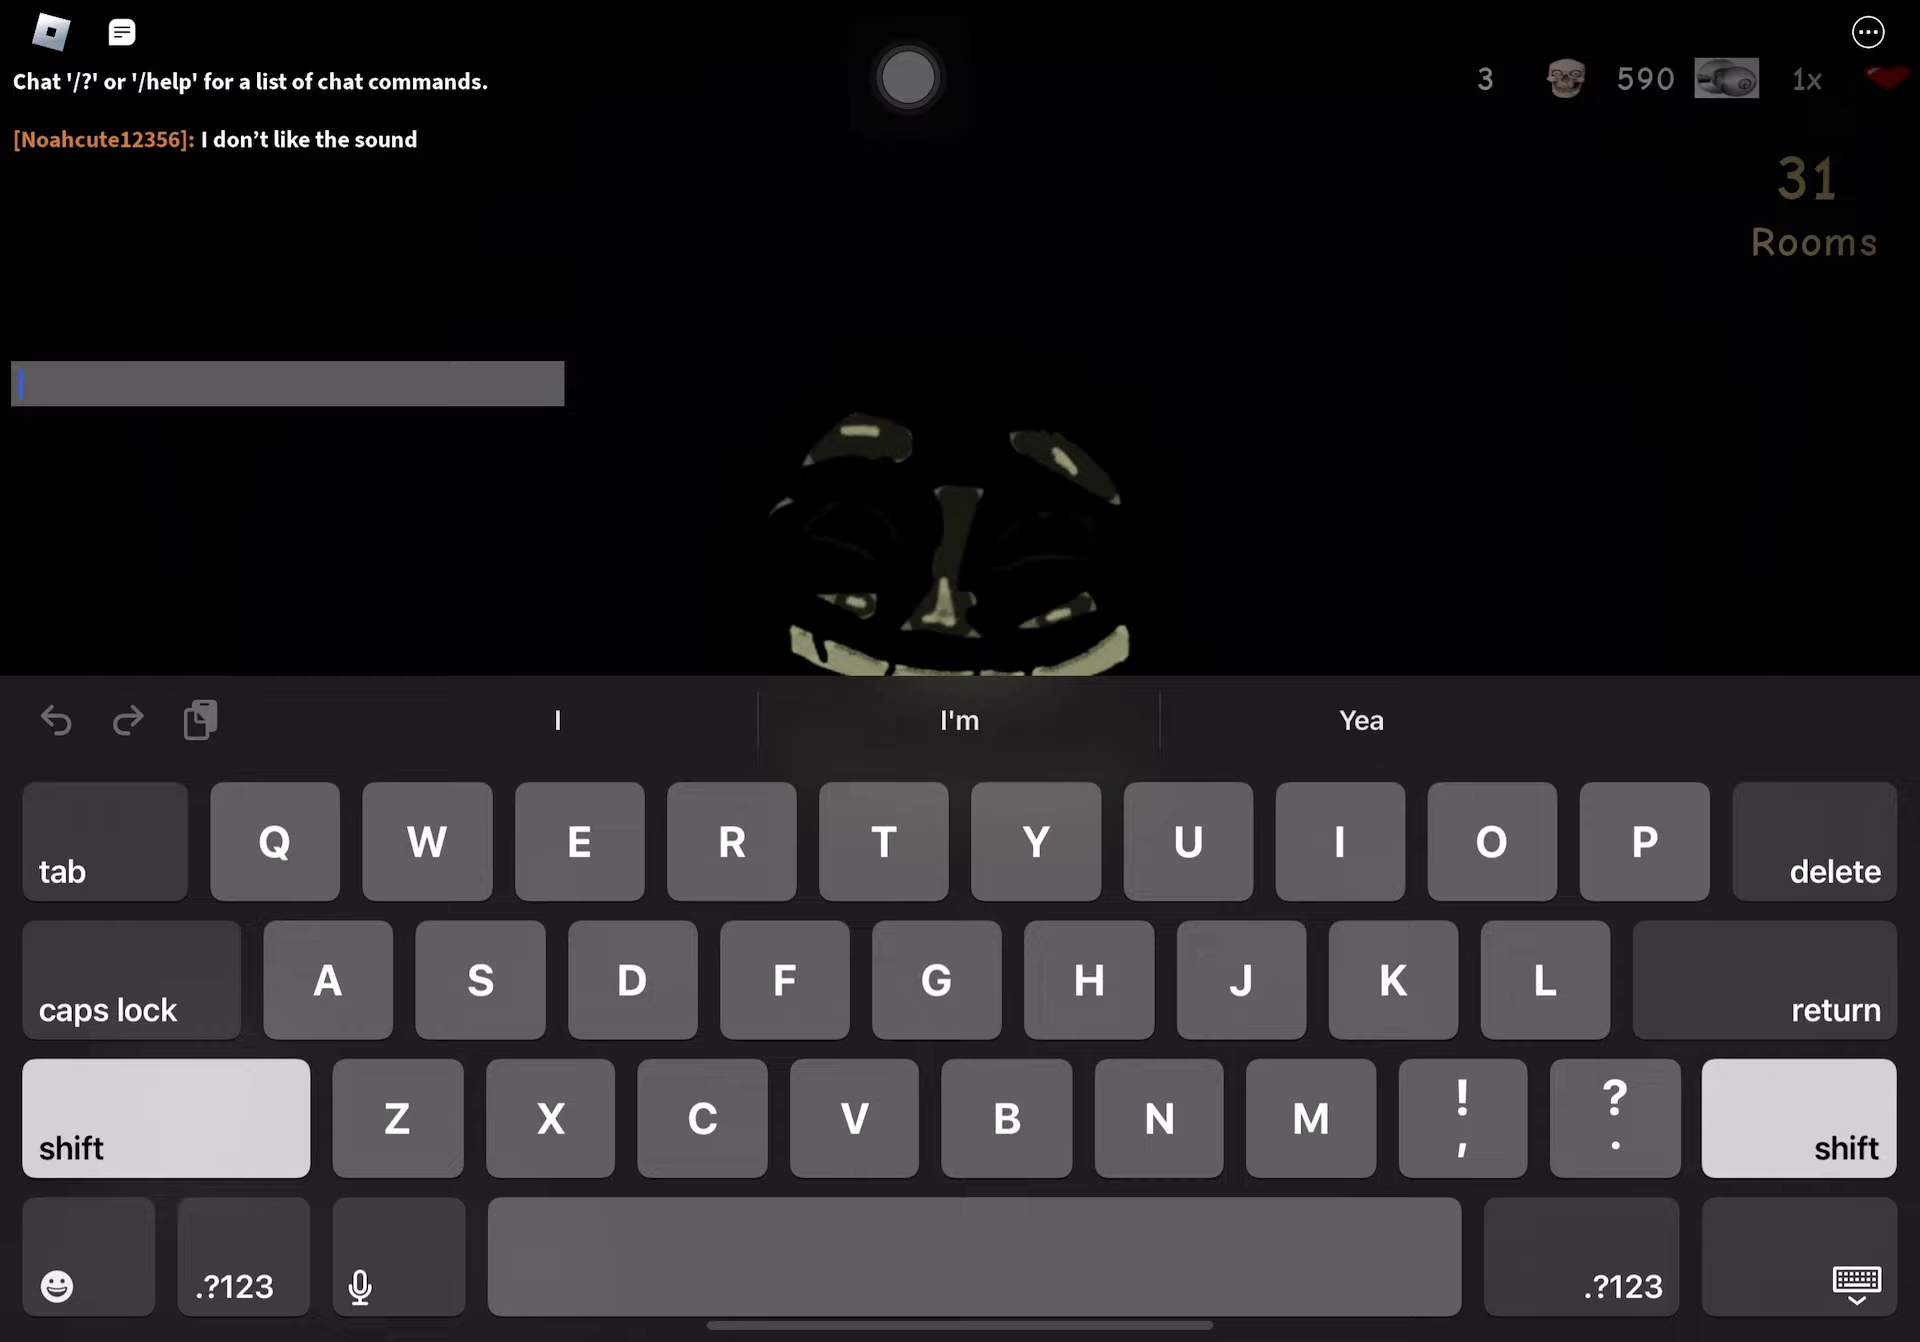 Chat '/?' or '/help' for a list of chat commands.
3 590 1x
[Noahcute12356]: I don’t like the sound
31
Rooms
I I'm Yea
tab Q W E R T Y U I O P delete
caps lock A S D F G H J K L return
shift Z X C V B N M ! , ? . shift
.?123 .?123